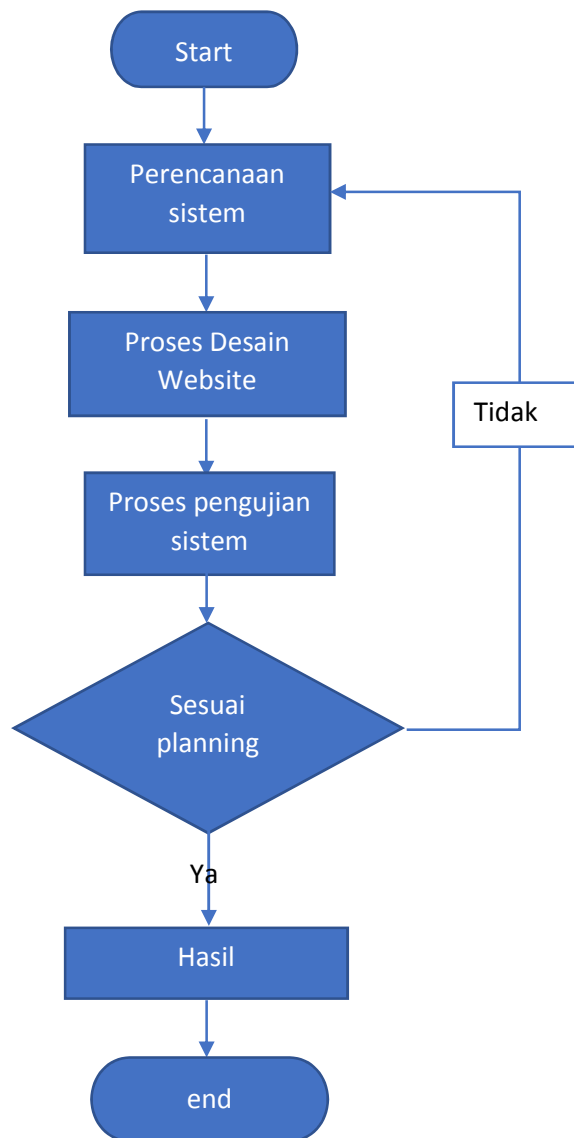 Start
Perencanaan
sistem
Proses Desain
Website
Tidak
Proses pengujian
sistem
Sesuai
planning
Ya
Hasil
end